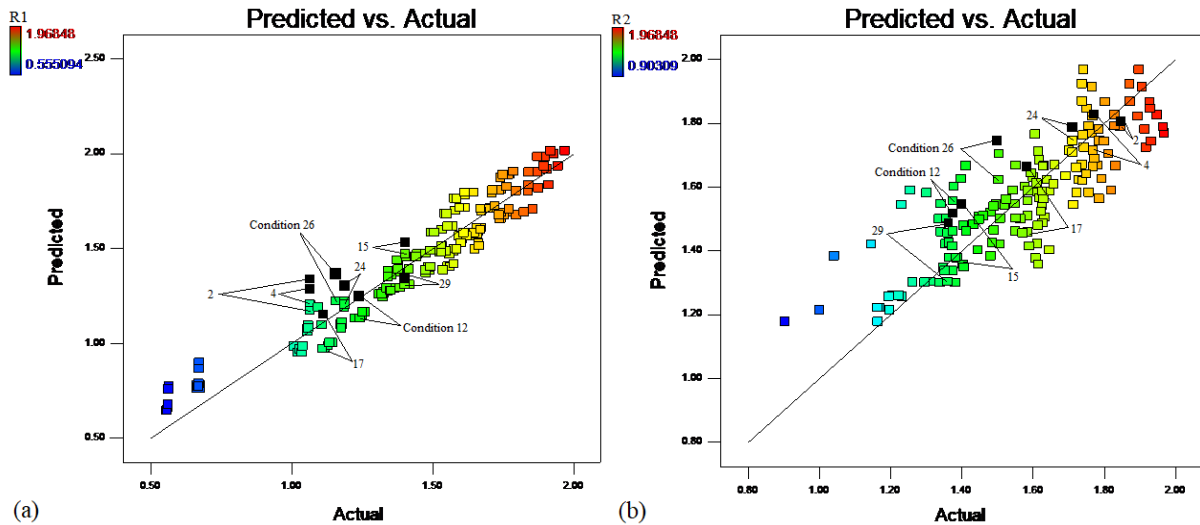 R1
1.96848
0.555094
Predicted vs. Actual
Predicted
2.50
2.00
1.50
1.00
0.50
Condition 26
15
24
2
4
29
Condition 12
17
0.50
1.00
1.50
2.00
Actual
(a)
R2
1.96848
0.90309
Predicted vs. Actual
Predicted
2.00
1.80
1.60
1.40
1.20
1.00
0.80
24
Condition 26
2
4
Condition 12
29
17
15
0.80
1.00
1.20
1.40
1.60
1.80
2.00
Actual
(b)